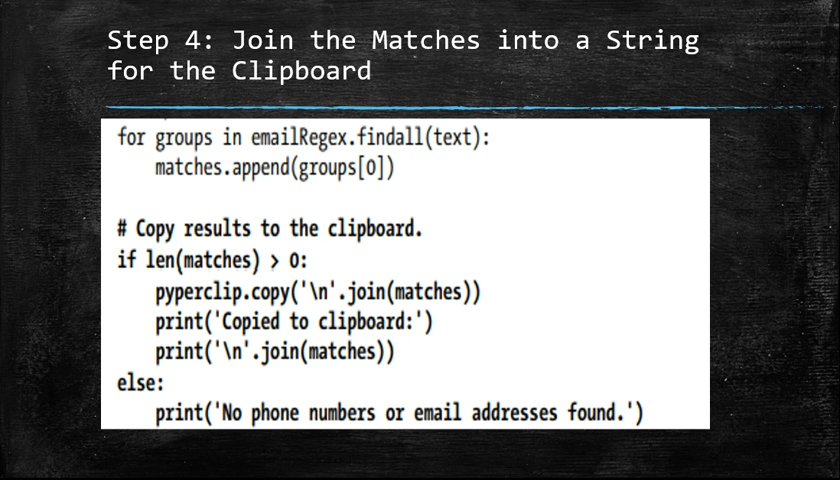 Step 4: Join the Matches into a String
for the Clipboard
for groups in emailRegex.findall(text):
    matches.append(groups[0])
# Copy results to the clipboard.
if len(matches) > 0:
    pyperclip.copy('\n'.join(matches))
    print('Copied to clipboard:')
    print('\n'.join(matches))
else:
    print('No phone numbers or email addresses found.')